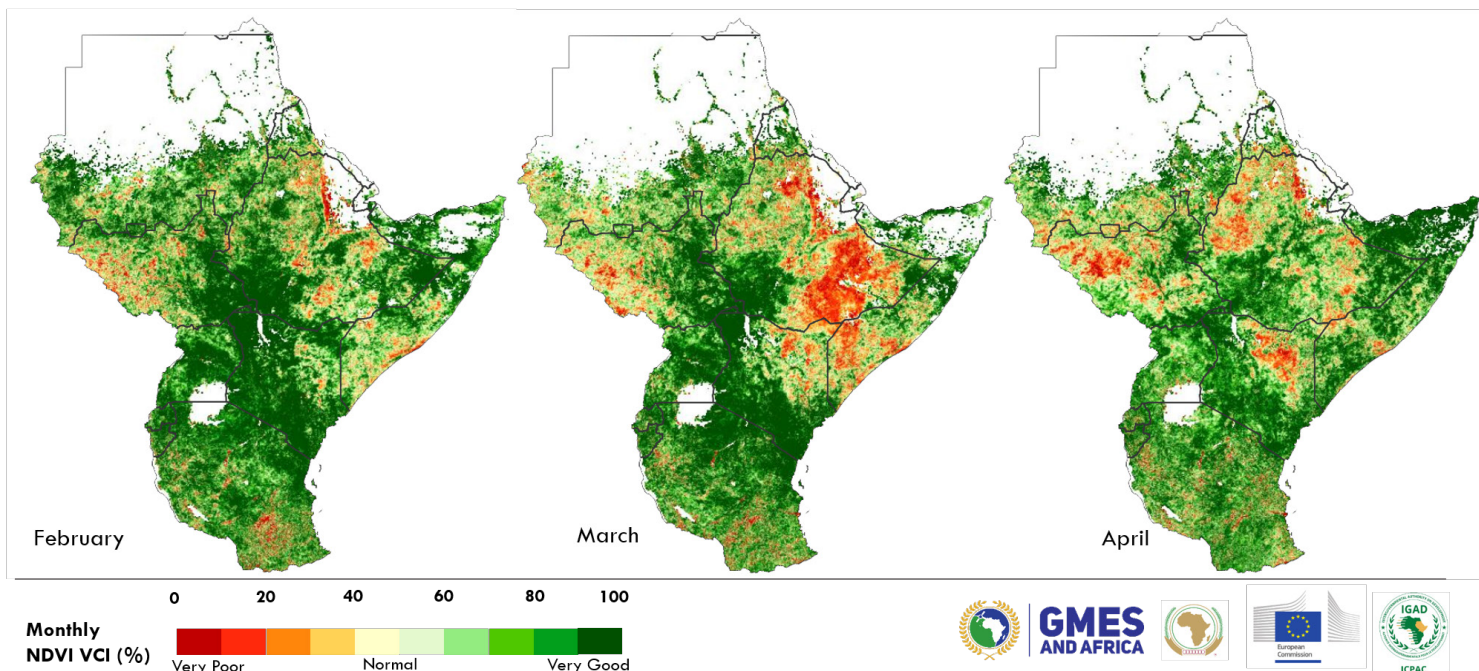 February
March
April
0 20 40 60 80 100
Monthly
NDVI VCI (%)
Very Poor Normal Very Good
GMES
AND AFRICA
European
Commission
IGAD
ICPAC